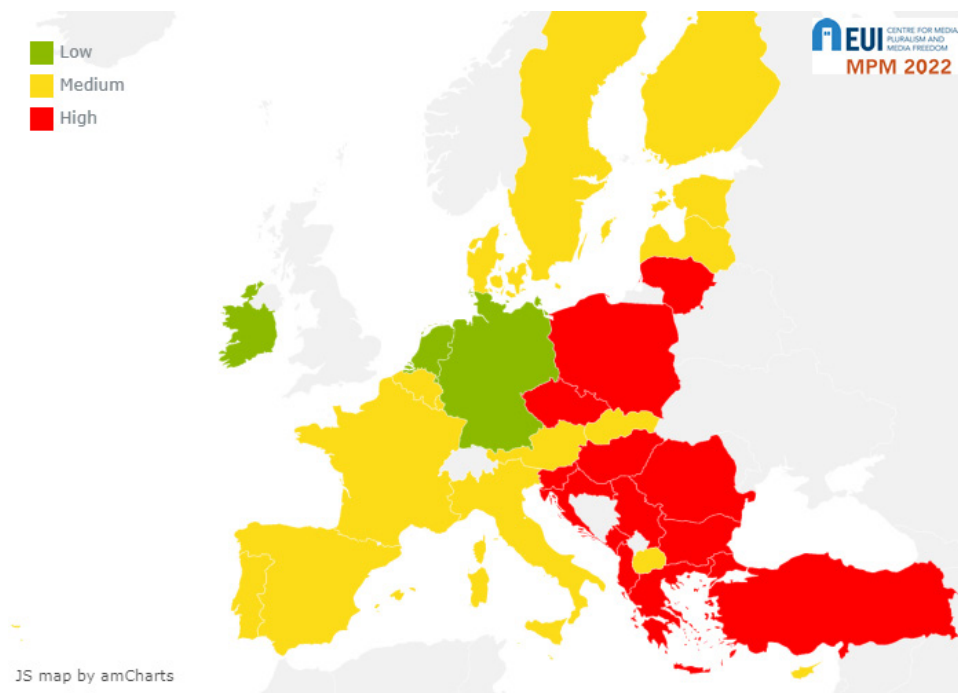 Low
Medium
High
EUI
CENTRE FOR MEDIA
PLURALISM AND
MEDIA FREEDOM
MPM 2022
JS map by amCharts